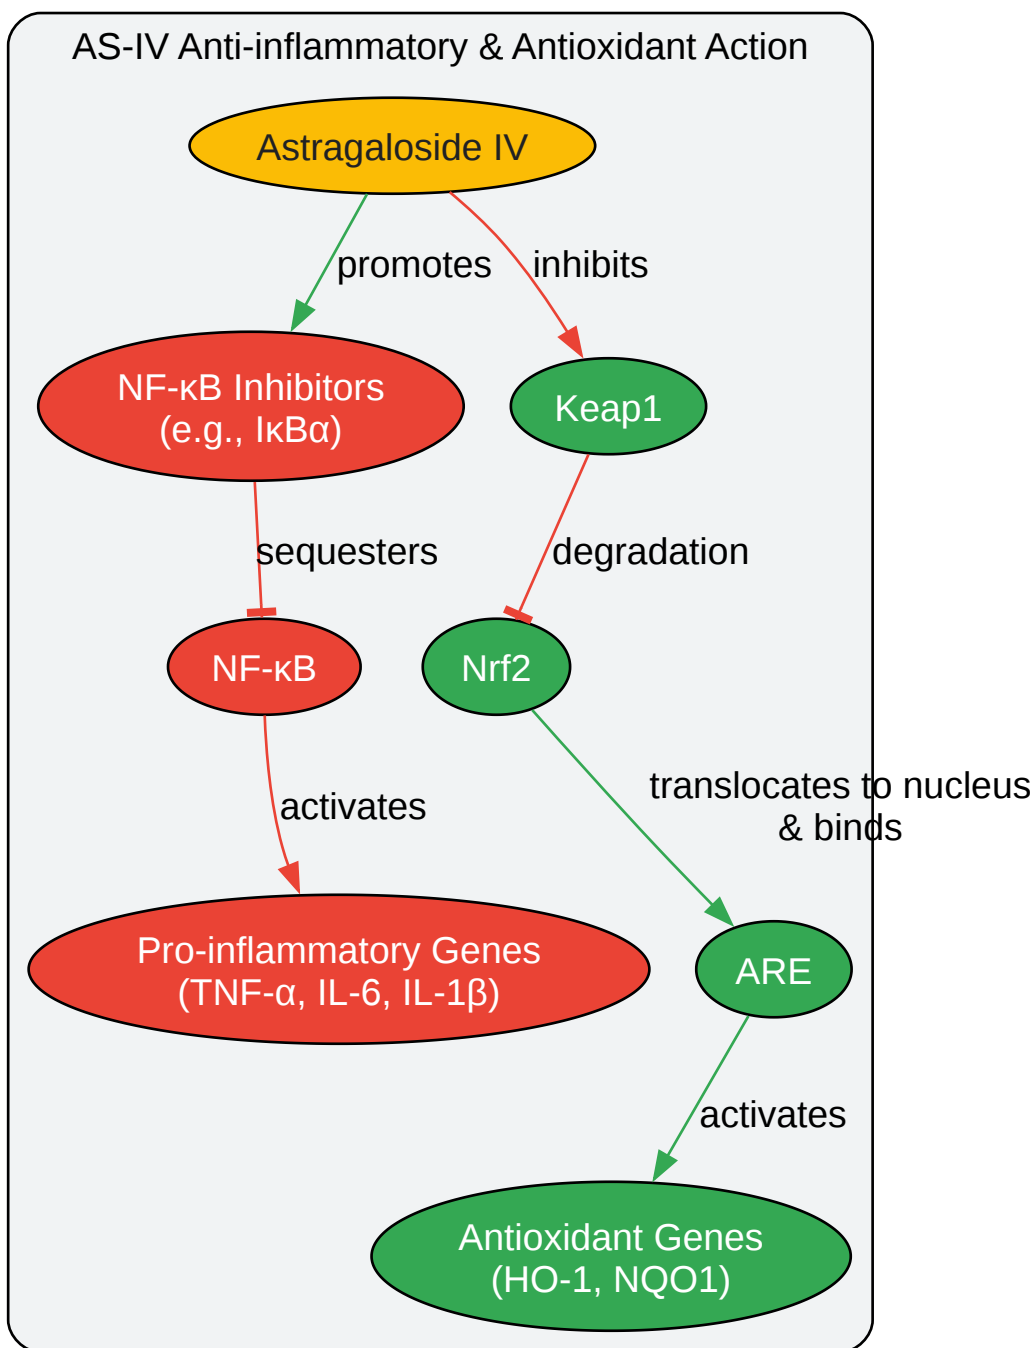 AS-IV Anti-inflammatory & Antioxidant Action
Astragaloside IV
promotes
inhibits
NF-κB Inhibitors
(e.g., IκBα)
Keap1
sequesters
degradation
NF-κB
Nrf2
activates
translocates to nucleus
& binds
Pro-inflammatory Genes
(TNF-α, IL-6, IL-1β)
ARE
activates
Antioxidant Genes
(HO-1, NQO1)